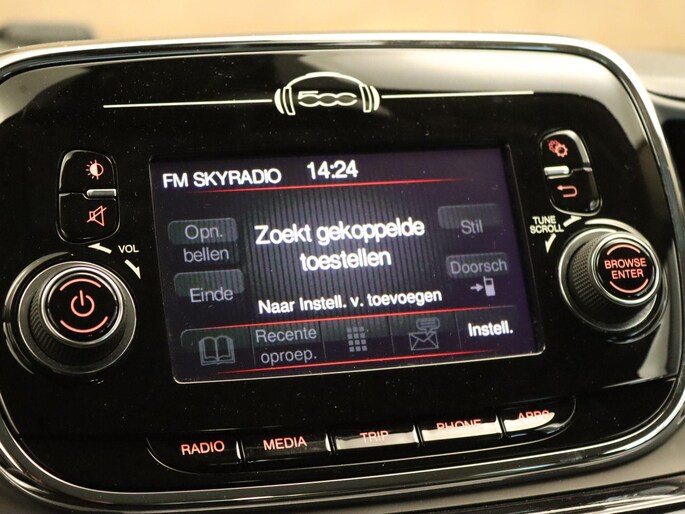 500
FM SKYRADIO 14:24
Opn.
bellen
Zoekt gekoppelde
toestellen
Stil
Einde
Doorsch
Naar Instell. v. toevoegen
Recente
oproep.
Instell.
VOL
TUNE
SCROLL
BROWSE
ENTER
RADIO
MEDIA
TRIP
PHONE
APPS